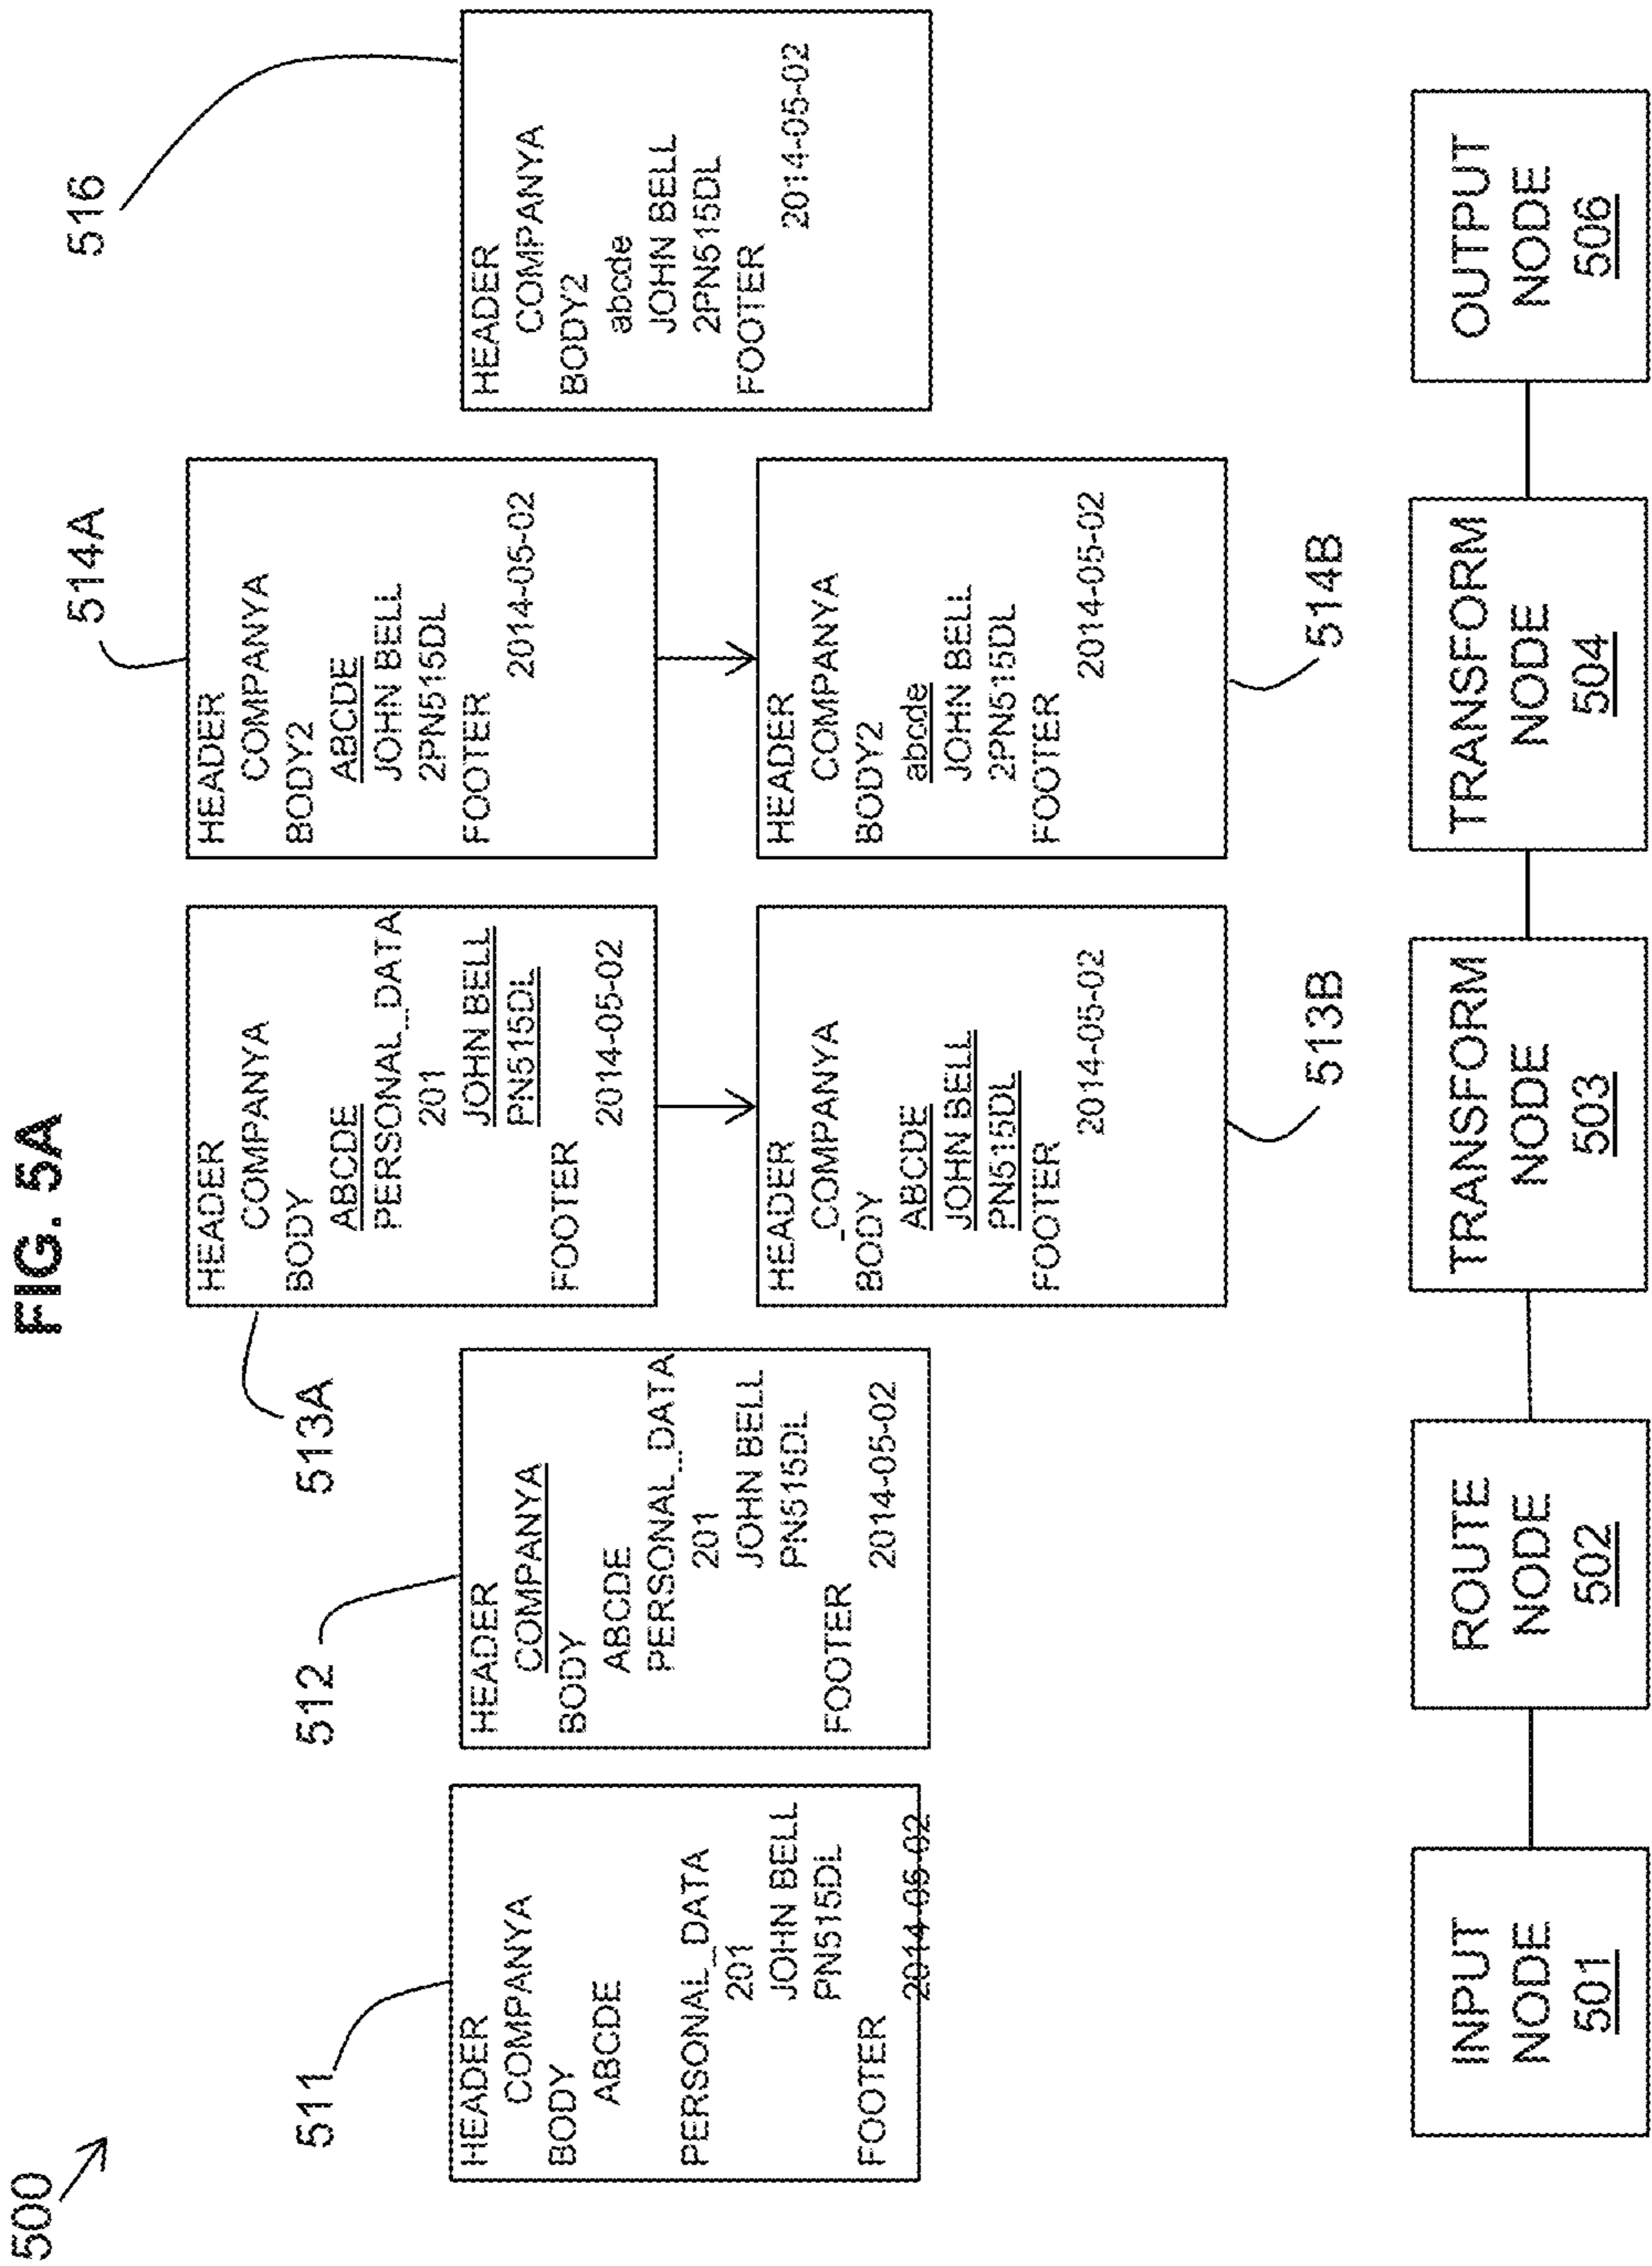 FIG. 5A
500
511
HEADER
COMPANYA
BODY
ABCDE
PERSONAL_DATA
201
JOHN BELL
PN515DL
FOOTER
2014-05-02
512
HEADER
COMPANYA
BODY
ABCDE
PERSONAL_DATA
201
JOHN BELL
PN515DL
FOOTER
2014-05-02
513A
HEADER
COMPANYA
BODY
ABCDE
PERSONAL_DATA
201
JOHN BELL
PN515DL
FOOTER
2014-05-02
HEADER
_COMPANYA
BODY
ABCDE
JOHN BELL
PN515DL
FOOTER
2014-05-02
513B
514A
HEADER
COMPANYA
BODY2
ABCDE
JOHN BELL
2PN515DL
FOOTER
2014-05-02
HEADER
COMPANYA
BODY2
abcde
JOHN BELL
2PN515DL
FOOTER
2014-05-02
514B
516
HEADER
COMPANYA
BODY2
abcde
JOHN BELL
2PN515DL
FOOTER
2014-05-02
INPUT
NODE
501
ROUTE
NODE
502
TRANSFORM
NODE
503
TRANSFORM
NODE
504
OUTPUT
NODE
506